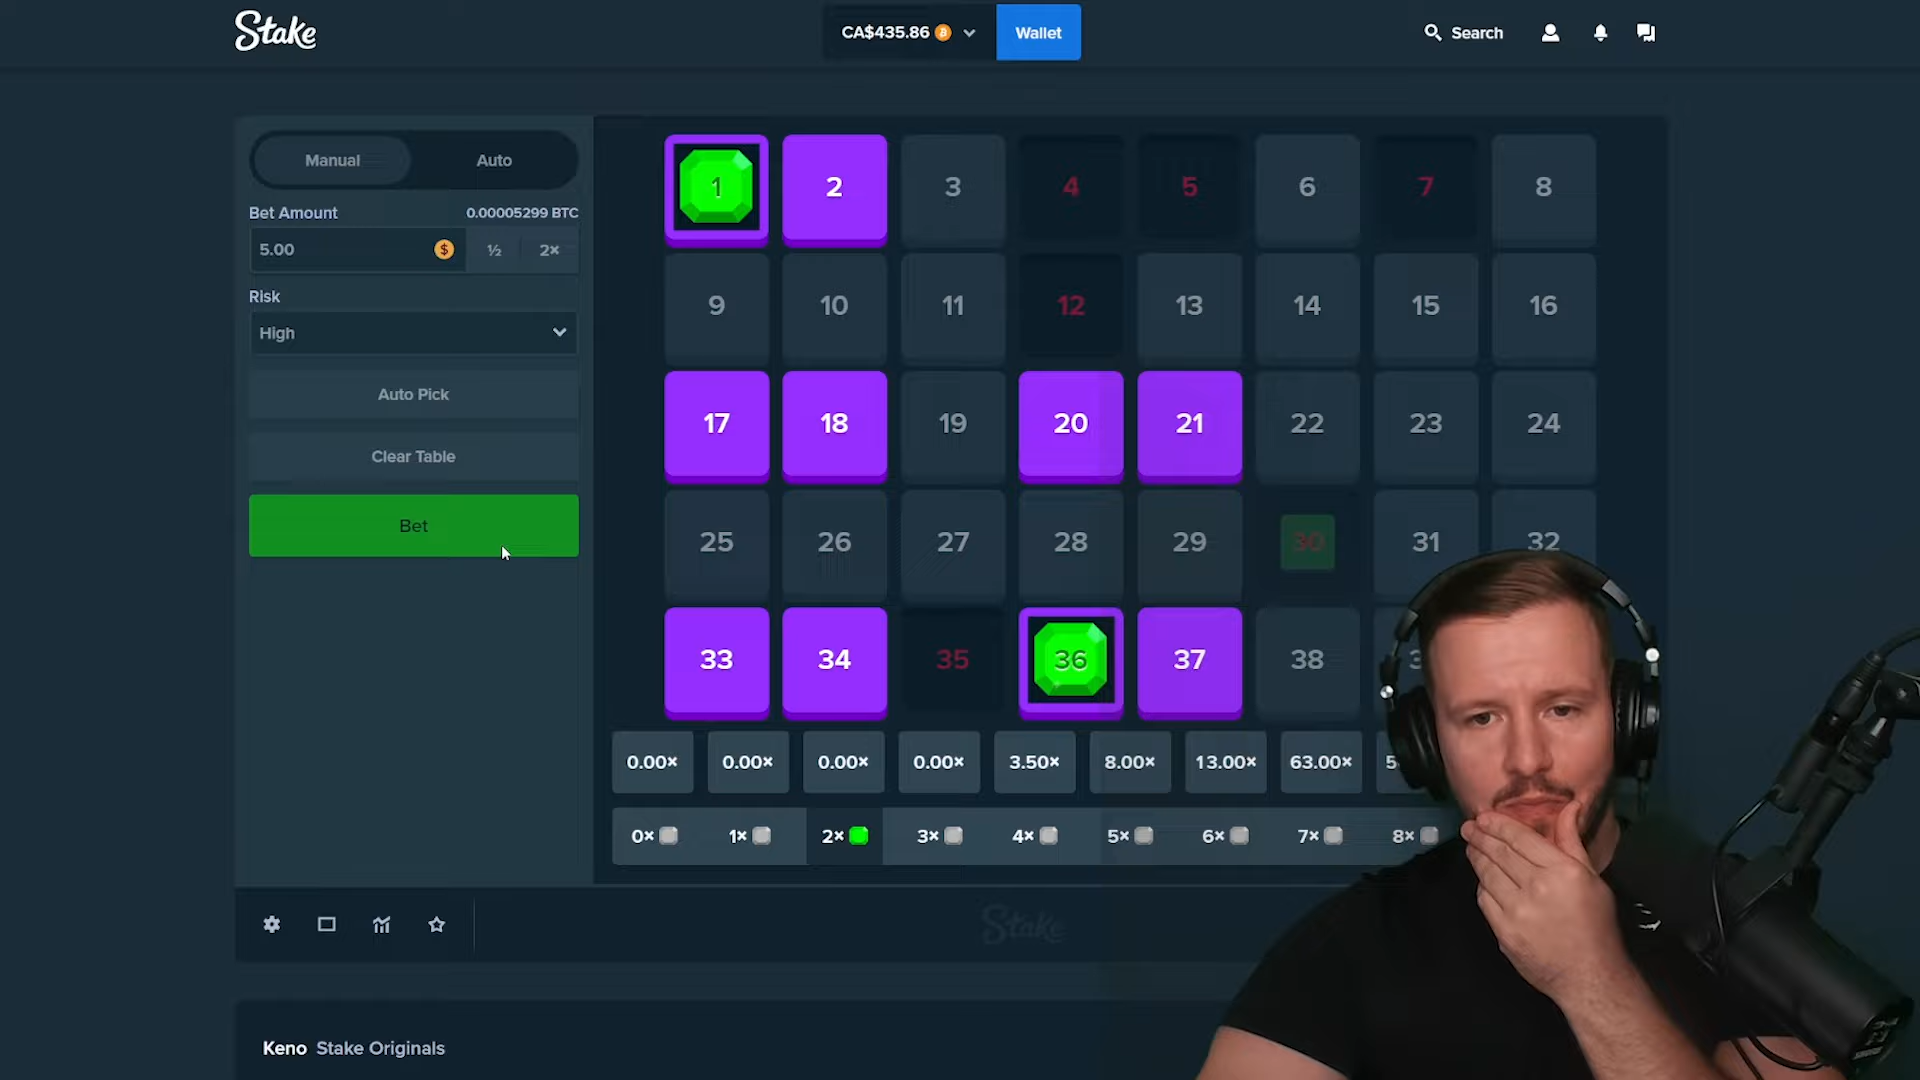 Stake
CA$435.86
Wallet
Search
Manual Auto
Bet Amount 0.00005299 BTC
5.00 $ ½ 2×
Risk
High
Auto Pick
Clear Table
Bet
1 2 3 4 5 6 7 8
9 10 11 12 13 14 15 16
17 18 19 20 21 22 23 24
25 26 27 28 29 30 31 32
33 34 35 36 37 38
0.00× 0.00× 0.00× 0.00× 3.50× 8.00× 13.00× 63.00×
0× 1× 2× 3× 4× 5× 6× 7× 8×
Stake
Keno Stake Originals